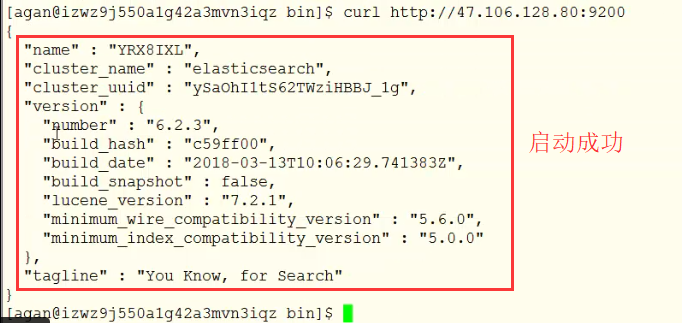 [agan@izwz9j550a1g42a3mvn3iqz bin]$ curl http://47.106.128.80:9200
{
"name" : "YRX8IXL",
"cluster_name" : "elasticsearch",
"cluster_uuid" : "ySaOhI1tS62TWziHBBJ_1g",
"version" : {
"number" : "6.2.3",
"build_hash" : "c59ff00",
启动成功
"build_date" : "2018-03-13T10:06:29.741383Z",
"build_snapshot" : false,
"lucene_version" : "7.2.1",
"minimum_wire_compatibility_version" : "5.6.0",
"minimum_index_compatibility_version" : "5.0.0"
},
"tagline" : "You Know, for Search"
}
[agan@izwz9j550a1g42a3mvn3iqz bin]$